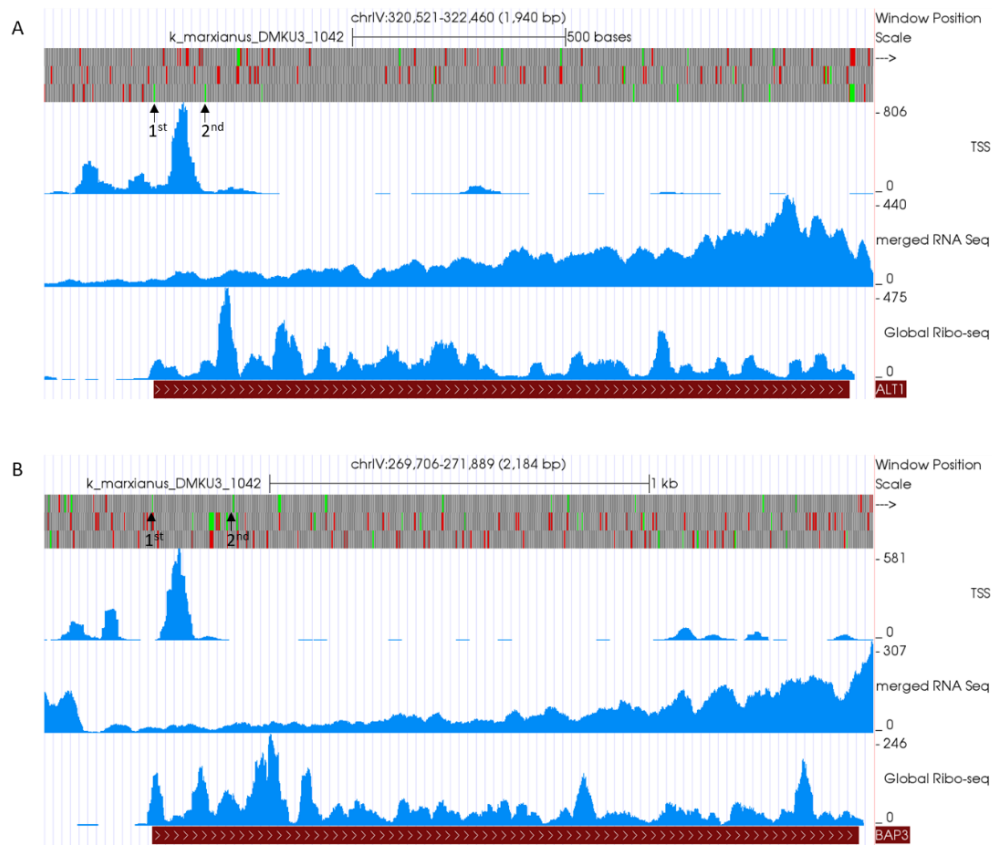 A
chrIV:320,521-322,460 (1,940 bp) Window Position
k_marxianus_DMKU3_1042 500 bases Scale
--->
1st 2nd
- 806
TSS
_ 0
- 440
merged RNA Seq
_ 0
- 475
Global Ribo-seq
_ 0
ALT1
B
chrIV:269,706-271,889 (2,184 bp) Window Position
k_marxianus_DMKU3_1042 1 kb Scale
--->
1st 2nd
- 581
TSS
_ 0
- 307
merged RNA Seq
_ 0
- 246
Global Ribo-seq
_ 0
BAP3